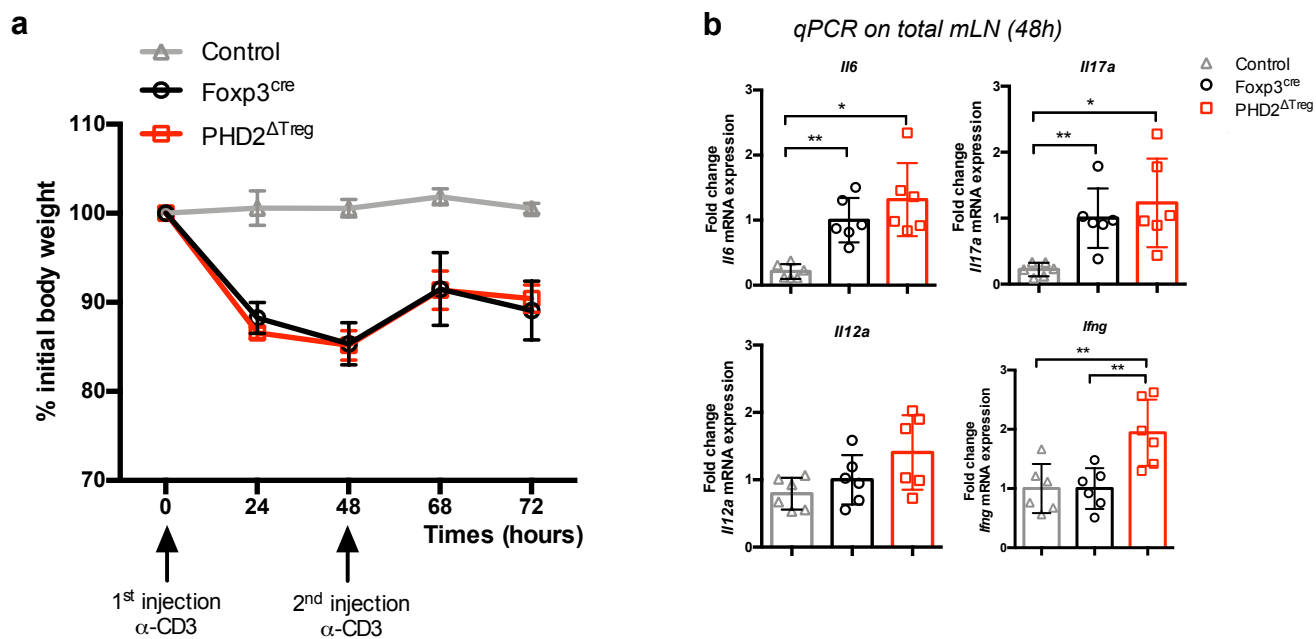 a
Control
Foxp3cre
PHD2ΔTreg
110
100
90
80
70
% initial body weight
0 24 48 68 72
Times (hours)
1st injection
α-CD3
2nd injection
α-CD3
b
qPCR on total mLN (48h)
Control
Foxp3cre
PHD2ΔTreg
Il6
Fold change
Il6 mRNA expression
3
2
1
0
*
**
Il17a
Fold change
Il17a mRNA expression
3
2
1
0
*
**
Il12a
Fold change
Il12a mRNA expression
3
2
1
0
Ifng
Fold change
Ifng mRNA expression
3
2
1
0
**
**